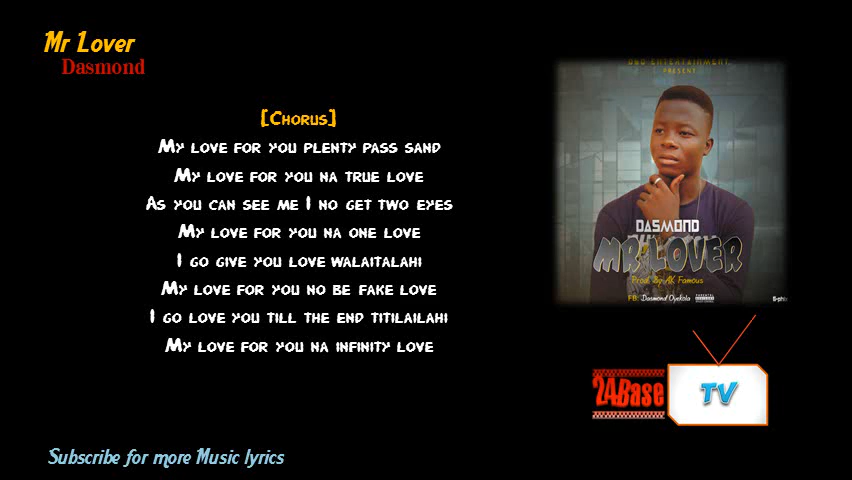 Mr Lover
Dasmond
[Chorus]
My love for you plenty pass sand
My love for you na true love
As you can see me I no get two eyes
My love for you na one love
I go give you love walaitalahi
My love for you no be fake love
I go love you till the end titilailahi
My love for you na infinity love
PRESENT
DASMOND
MR LOVER
Prod. By AK Famous
FB: Dasmond Oyekola
24Base
TV
Subscribe for more Music lyrics